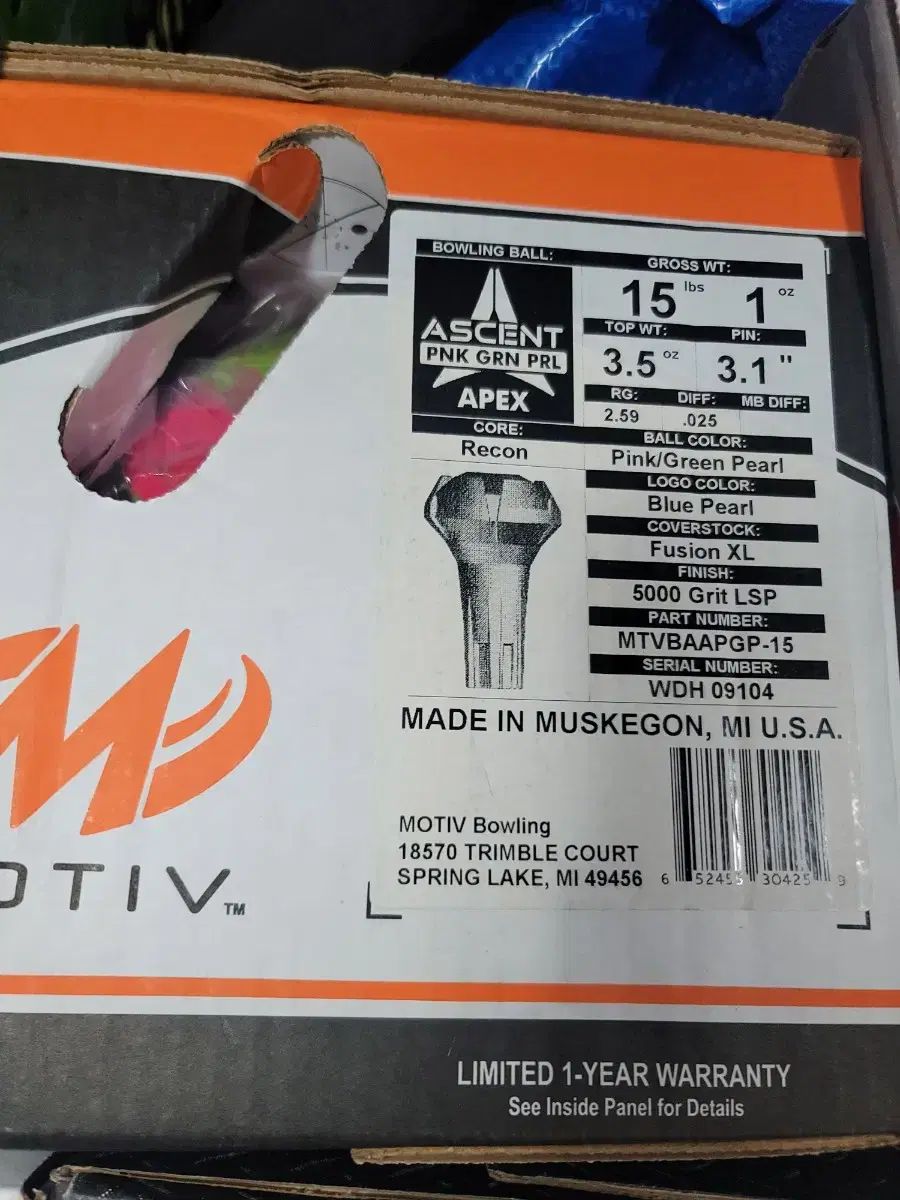 BOWLING BALL:
GROSS WT:
15 lbs 1 oz
ASCENT
PNK GRN PRL
APEX
TOP WT: PIN:
3.5 oz 3.1 "
RG: DIFF: MB DIFF:
2.59 .025
CORE:
Recon
BALL COLOR:
Pink/Green Pearl
LOGO COLOR:
Blue Pearl
COVERSTOCK:
Fusion XL
FINISH:
5000 Grit LSP
PART NUMBER:
MTVBAAPGP-15
SERIAL NUMBER:
WDH 09104
MADE IN MUSKEGON, MI U.S.A.
MOTIV Bowling
18570 TRIMBLE COURT
SPRING LAKE, MI 49456
6 52455 30425 9
OTIV™
LIMITED 1-YEAR WARRANTY
See Inside Panel for Details